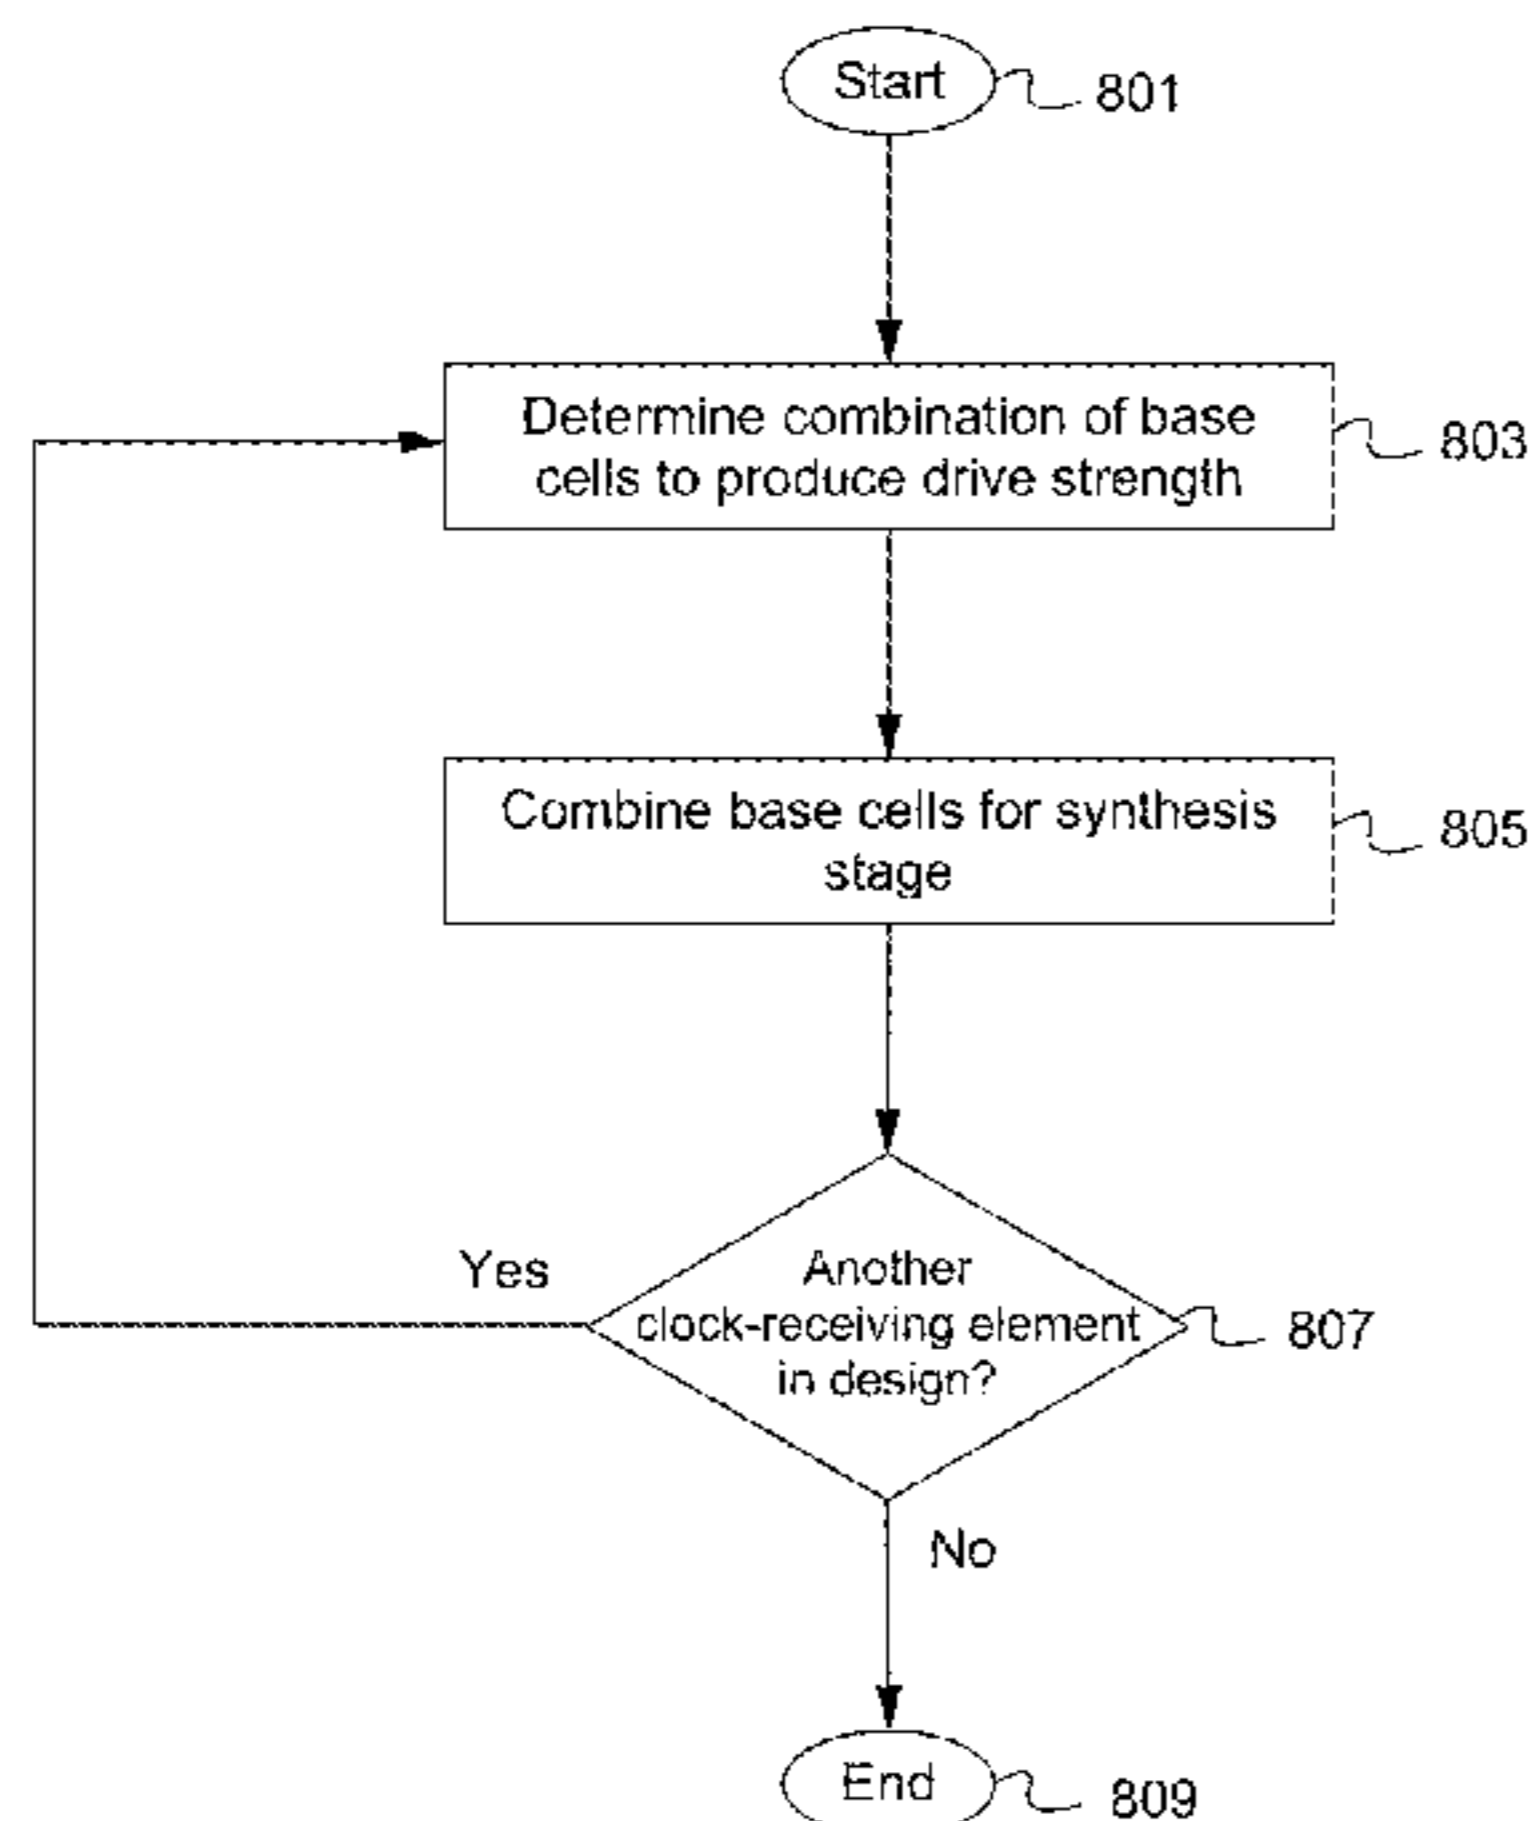 Start
801
Determine combination of base
cells to produce drive strength
803
Combine base cells for synthesis
stage
805
Yes
Another
clock-receiving element
in design?
807
No
End
809